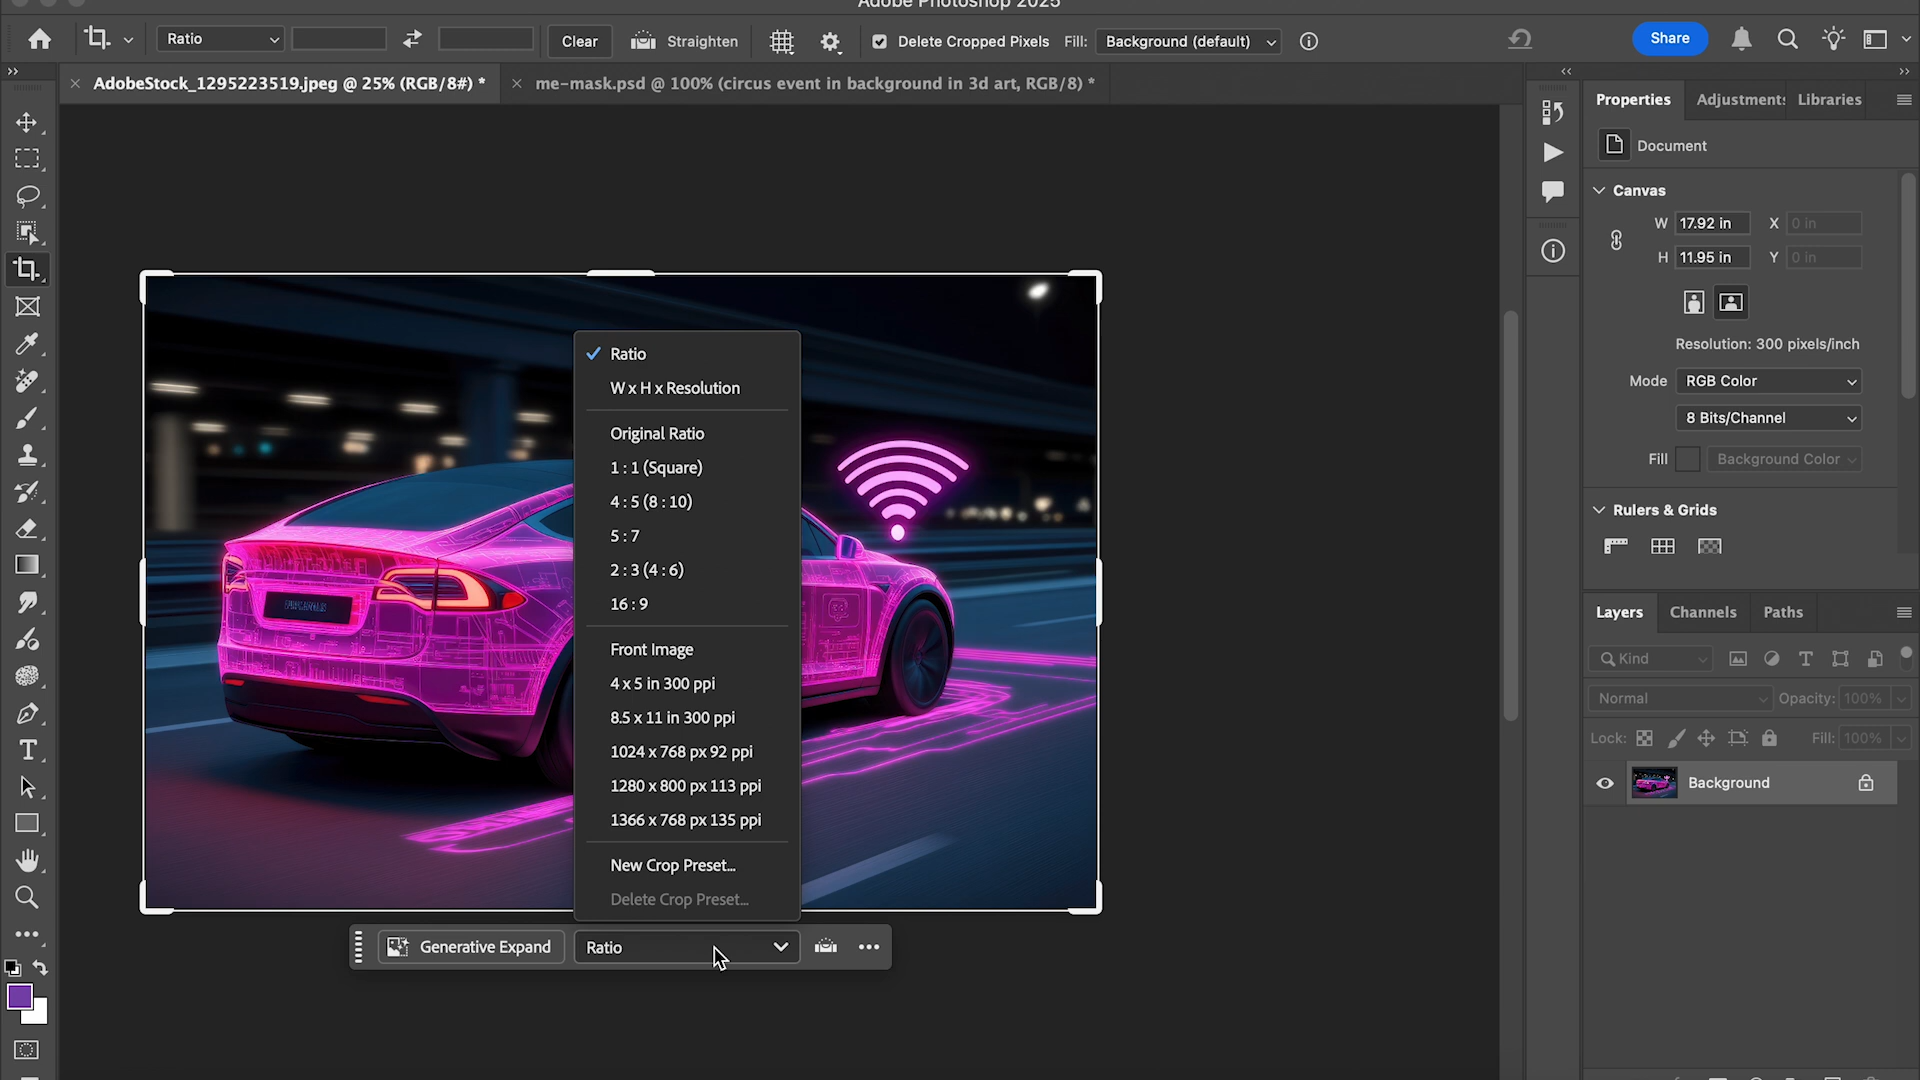 Adobe Photoshop 2025
Ratio
Clear
Straighten
Delete Cropped Pixels
Fill:
Background (default)
Share
AdobeStock_1295223519.jpeg @ 25% (RGB/8#) *
me-mask.psd @ 100% (circus event in background in 3d art, RGB/8) *
Properties
Adjustments
Libraries
Document
Canvas
W 17.92 in X 0 in
H 11.95 in Y 0 in
Resolution: 300 pixels/inch
Mode RGB Color
8 Bits/Channel
Fill Background Color
Rulers & Grids
Layers
Channels
Paths
Kind
Normal
Opacity: 100%
Lock:
Fill: 100%
Background
Ratio
W x H x Resolution
Original Ratio
1 : 1 (Square)
4 : 5 (8 : 10)
5 : 7
2 : 3 (4 : 6)
16 : 9
Front Image
4 x 5 in 300 ppi
8.5 x 11 in 300 ppi
1024 x 768 px 92 ppi
1280 x 800 px 113 ppi
1366 x 768 px 135 ppi
New Crop Preset...
Delete Crop Preset...
Generative Expand
Ratio